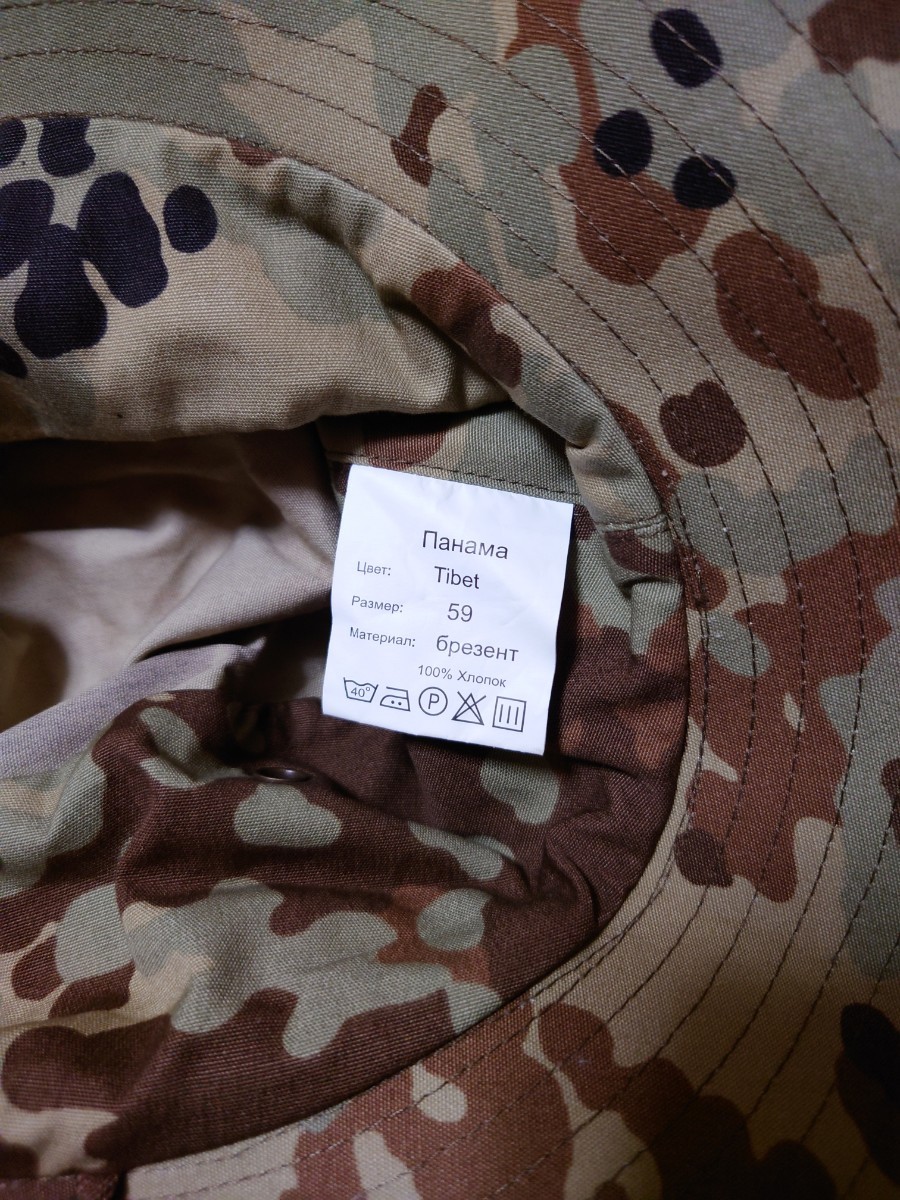 Панама
Цвет: Tibet
Размер: 59
Материал: брезент
100% Хлопок
40° P